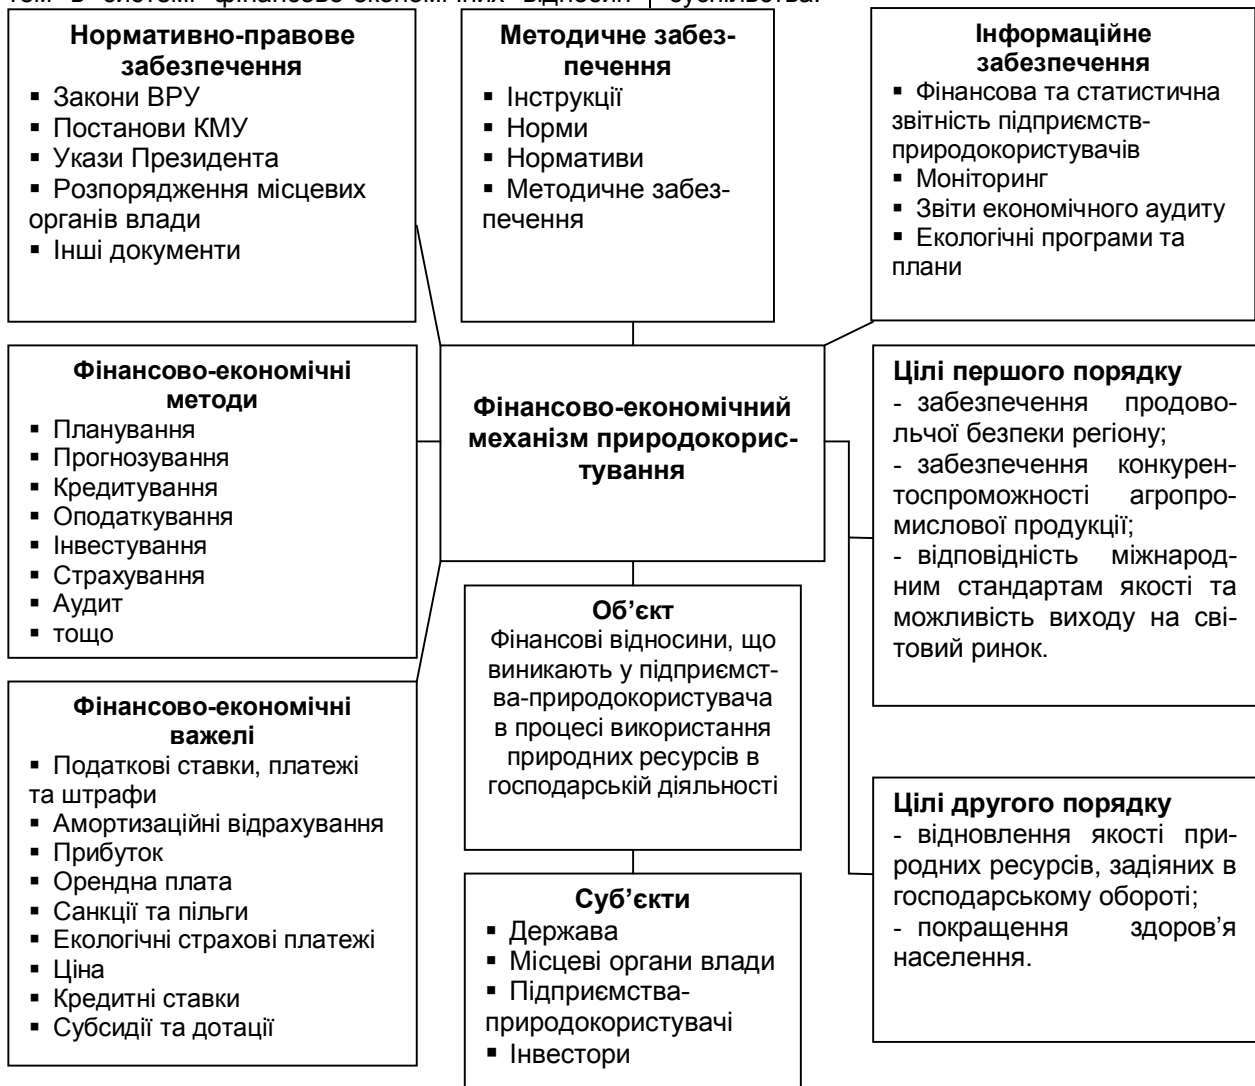 тем в системі фінансово-економічних відносин
суспільства.
Нормативно-правове
забезпечення
▪ Закони ВРУ
▪ Постанови КМУ
▪ Укази Президента
▪ Розпорядження місцевих
органів влади
▪ Інші документи
Методичне забез-
печення
▪ Інструкції
▪ Норми
▪ Нормативи
▪ Методичне забез-
печення
Інформаційне
забезпечення
▪ Фінансова та статистична
звітність підприємств-
природокористувачів
▪ Моніторинг
▪ Звіти економічного аудиту
▪ Екологічні програми та
плани
Фінансово-економічні
методи
▪ Планування
▪ Прогнозування
▪ Кредитування
▪ Оподаткування
▪ Інвестування
▪ Страхування
▪ Аудит
▪ тощо
Фінансово-економічний
механізм природокорис-
тування
Цілі першого порядку
- забезпечення продово-
льчої безпеки регіону;
- забезпечення конкурен-
тоспроможності агропро-
мислової продукції;
- відповідність міжнарод-
ним стандартам якості та
можливість виходу на сві-
товий ринок.
Об’єкт
Фінансові відносини, що
виникають у підприємст-
ва-природокористувача
в процесі використання
природних ресурсів в
господарській діяльності
Фінансово-економічні
важелі
▪ Податкові ставки, платежі
та штрафи
▪ Амортизаційні відрахування
▪ Прибуток
▪ Орендна плата
▪ Санкції та пільги
▪ Екологічні страхові платежі
▪ Ціна
▪ Кредитні ставки
▪ Субсидії та дотації
Цілі другого порядку
- відновлення якості при-
родних ресурсів, задіяних в
господарському обороті;
- покращення здоров’я
населення.
Суб’єкти
▪ Держава
▪ Місцеві органи влади
▪ Підприємства-
природокористувачі
▪ Інвестори